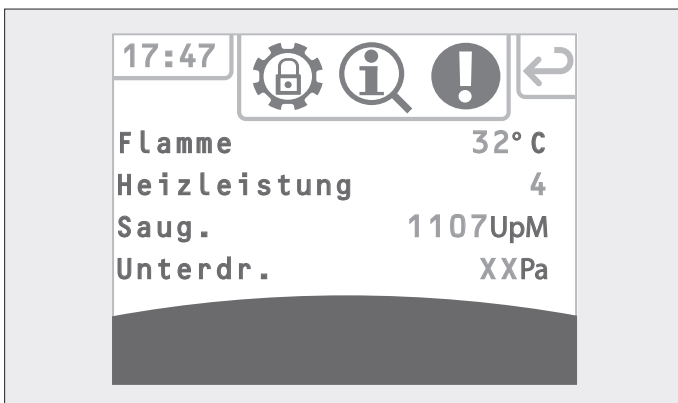 17:47
Flamme 32°C
Heizleistung 4
Saug. 1107UpM
Unterdr. XXPa